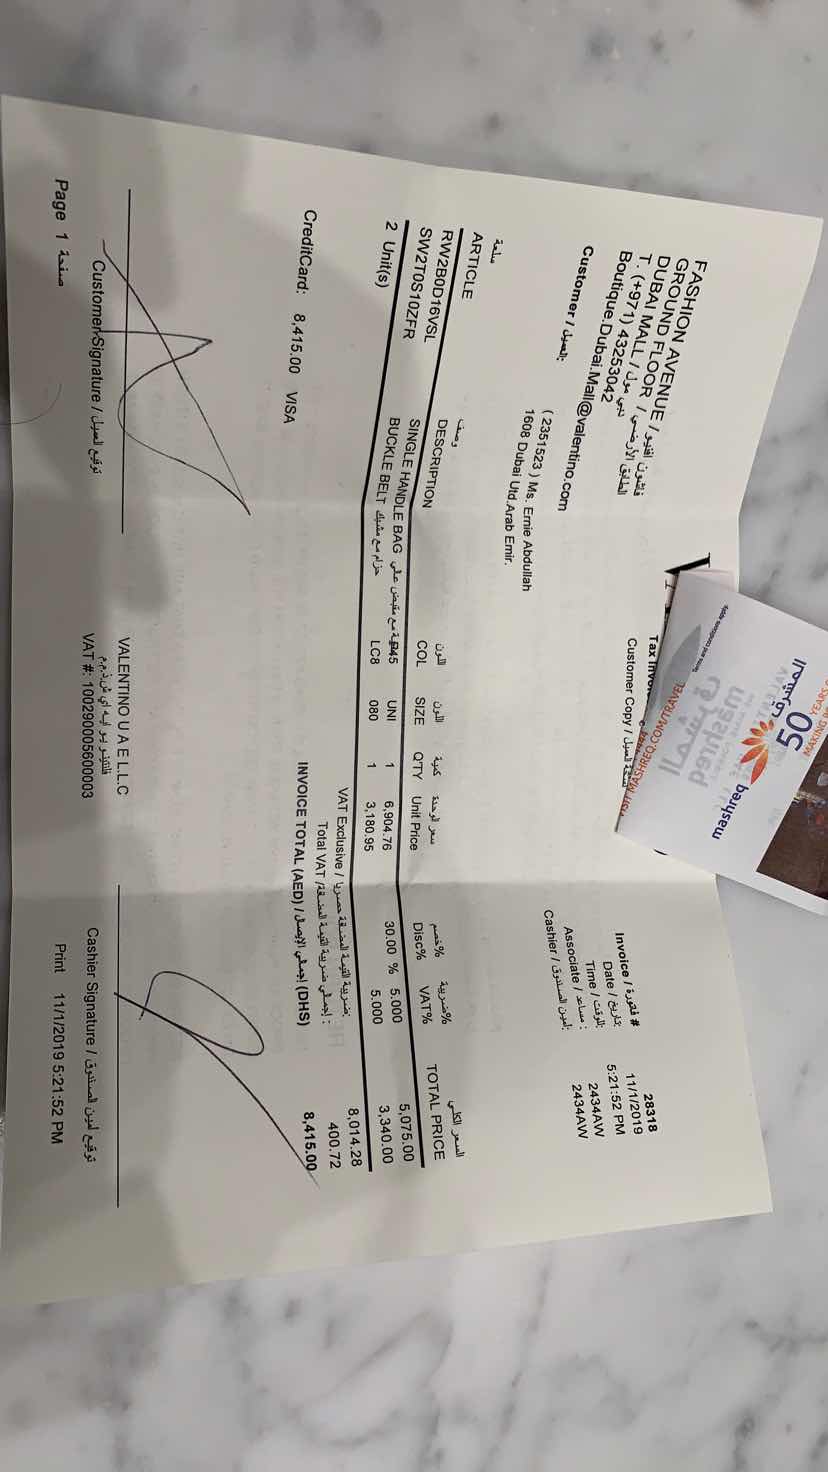 FASHION AVENUE / فاشون افنيو
GROUND FLOOR / الطابق الأرضي
DUBAI MALL / دبي مول
T. (+971) 43253042
Boutique.Dubai.Mall@valentino.com
50
المشرق
mashreq
Terms and conditions apply
VISIT MASHREQ.COM/TRAVEL
Tax Invoice
Customer Copy / نسخة العميل
Invoice / فاتورة # 28318
Date / تاريخ: 11/1/2019
Time / للوقت: 5:21:52 PM
Associate / مساعد : 2434AW
Cashier / أمين الصندوق: 2434AW
Customer / العميل:
( 2351523 ) Ms. Ernie Abdullah
1608 Dubai Utd.Arab Emir.
سلعة وصف اللون اللون كمية سعر الوحدة خصم% ضريبة% السعر الكلي
ARTICLE DESCRIPTION COL SIZE Q'TY Unit Price Disc% VAT% TOTAL PRICE
RW2B0D16VSL SINGLE HANDLE BAG مع مقبض عالي UNI 1 6,904.76 30.00 % 5.000 5,075.00
SW2T0S10ZFR BUCKLE BELT حزام مع مشبك LC8 080 1 3,180.95 5.000 3,340.00
2 Unit(s)
VAT Exclusive / ضريبة القيمة المضافة حصريا: 8,014.28
Total VAT / إجمالي ضريبة القيمة المضافة : 400.72
INVOICE TOTAL (AED) / إجمالي الإيصال (DHS) 8,415.00
CreditCard: 8,415.00 VISA
Customer Signature / توقيع العميل
VALENTINO U A E L.L.C
فلنتينو يو ايه اي ش.ذ.م.م
VAT #: 100290005600003
Cashier Signature / توقيع أمين الصندوق
Page 1 صفحة
Print 11/1/2019 5:21:52 PM